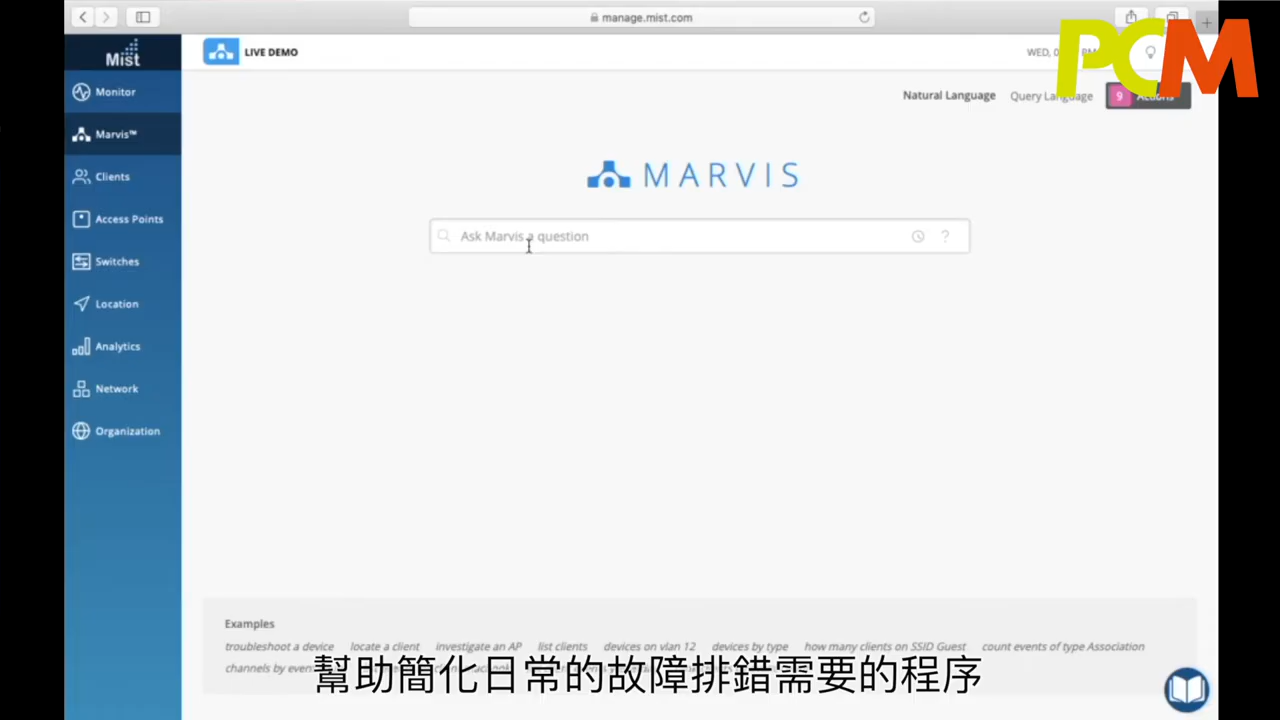 manage.mist.com
PCM
Mist
LIVE DEMO
WED,
Monitor
Natural Language
Query Language
9
Actions
Marvis™
MARVIS
Clients
Access Points
Ask Marvis a question
?
Switches
Location
Analytics
Network
Organization
Examples
troubleshoot a device locate a client investigate an AP list clients devices on vlan 12 devices by type how many clients on SSID Guest count events of type Association
channels by
幫助簡化日常的故障排錯需要的程序